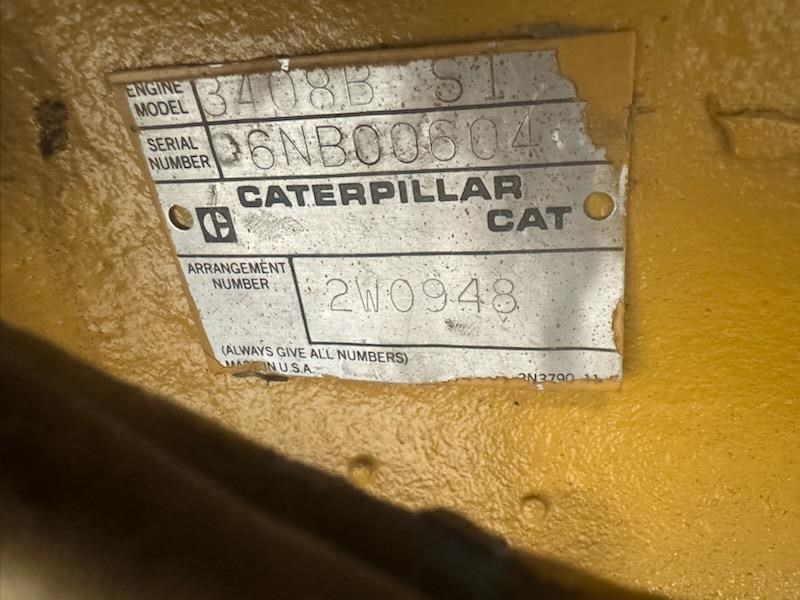 ENGINE MODEL 3408B SI
SERIAL NUMBER 6NB00604
CATERPILLAR
CAT
ARRANGEMENT NUMBER 2W0948
(ALWAYS GIVE ALL NUMBERS)
MADE IN U.S.A.